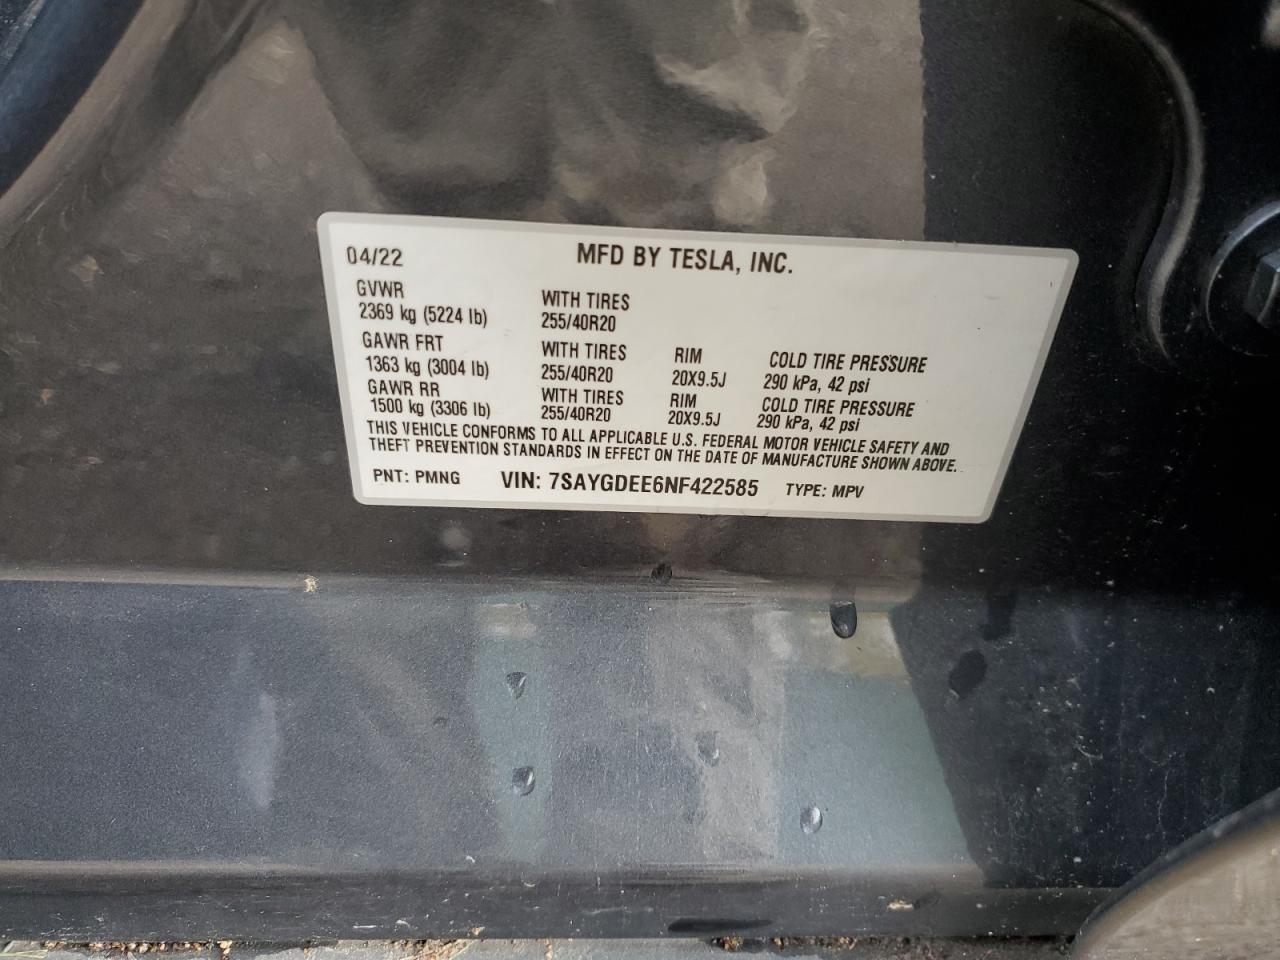 04/22 MFD BY TESLA, INC.
GVWR WITH TIRES
2369 kg (5224 lb) 255/40R20
GAWR FRT WITH TIRES RIM COLD TIRE PRESSURE
1363 kg (3004 lb) 255/40R20 20X9.5J 290 kPa, 42 psi
GAWR RR WITH TIRES RIM COLD TIRE PRESSURE
1500 kg (3306 lb) 255/40R20 20X9.5J 290 kPa, 42 psi
THIS VEHICLE CONFORMS TO ALL APPLICABLE U.S. FEDERAL MOTOR VEHICLE SAFETY AND
THEFT PREVENTION STANDARDS IN EFFECT ON THE DATE OF MANUFACTURE SHOWN ABOVE.
PNT: PMNG VIN: 7SAYGDEE6NF422585 TYPE: MPV